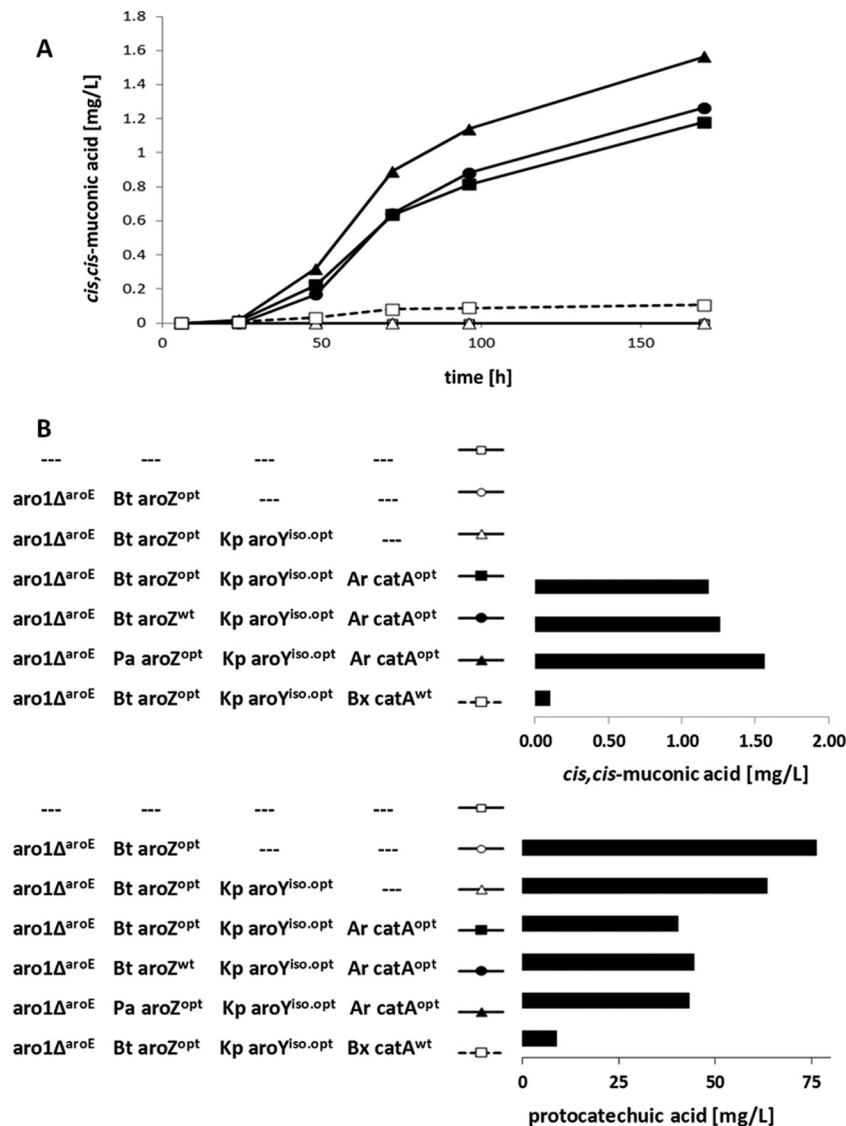 A
cis,cis-muconic acid [mg/L]
1.8
1.6
1.4
1.2
1
0.8
0.6
0.4
0.2
0
0 50 100 150
time [h]
B
--- --- --- ---
aro1Δ^aroE Bt aroZ^opt --- ---
aro1Δ^aroE Bt aroZ^opt Kp aroY^iso.opt ---
aro1Δ^aroE Bt aroZ^opt Kp aroY^iso.opt Ar catA^opt
aro1Δ^aroE Bt aroZ^wt Kp aroY^iso.opt Ar catA^opt
aro1Δ^aroE Pa aroZ^opt Kp aroY^iso.opt Ar catA^opt
aro1Δ^aroE Bt aroZ^opt Kp aroY^iso.opt Bx catA^wt
0.00 0.50 1.00 1.50 2.00
cis,cis-muconic acid [mg/L]
--- --- --- ---
aro1Δ^aroE Bt aroZ^opt --- ---
aro1Δ^aroE Bt aroZ^opt Kp aroY^iso.opt ---
aro1Δ^aroE Bt aroZ^opt Kp aroY^iso.opt Ar catA^opt
aro1Δ^aroE Bt aroZ^wt Kp aroY^iso.opt Ar catA^opt
aro1Δ^aroE Pa aroZ^opt Kp aroY^iso.opt Ar catA^opt
aro1Δ^aroE Bt aroZ^opt Kp aroY^iso.opt Bx catA^wt
0 25 50 75
protocatechuic acid [mg/L]